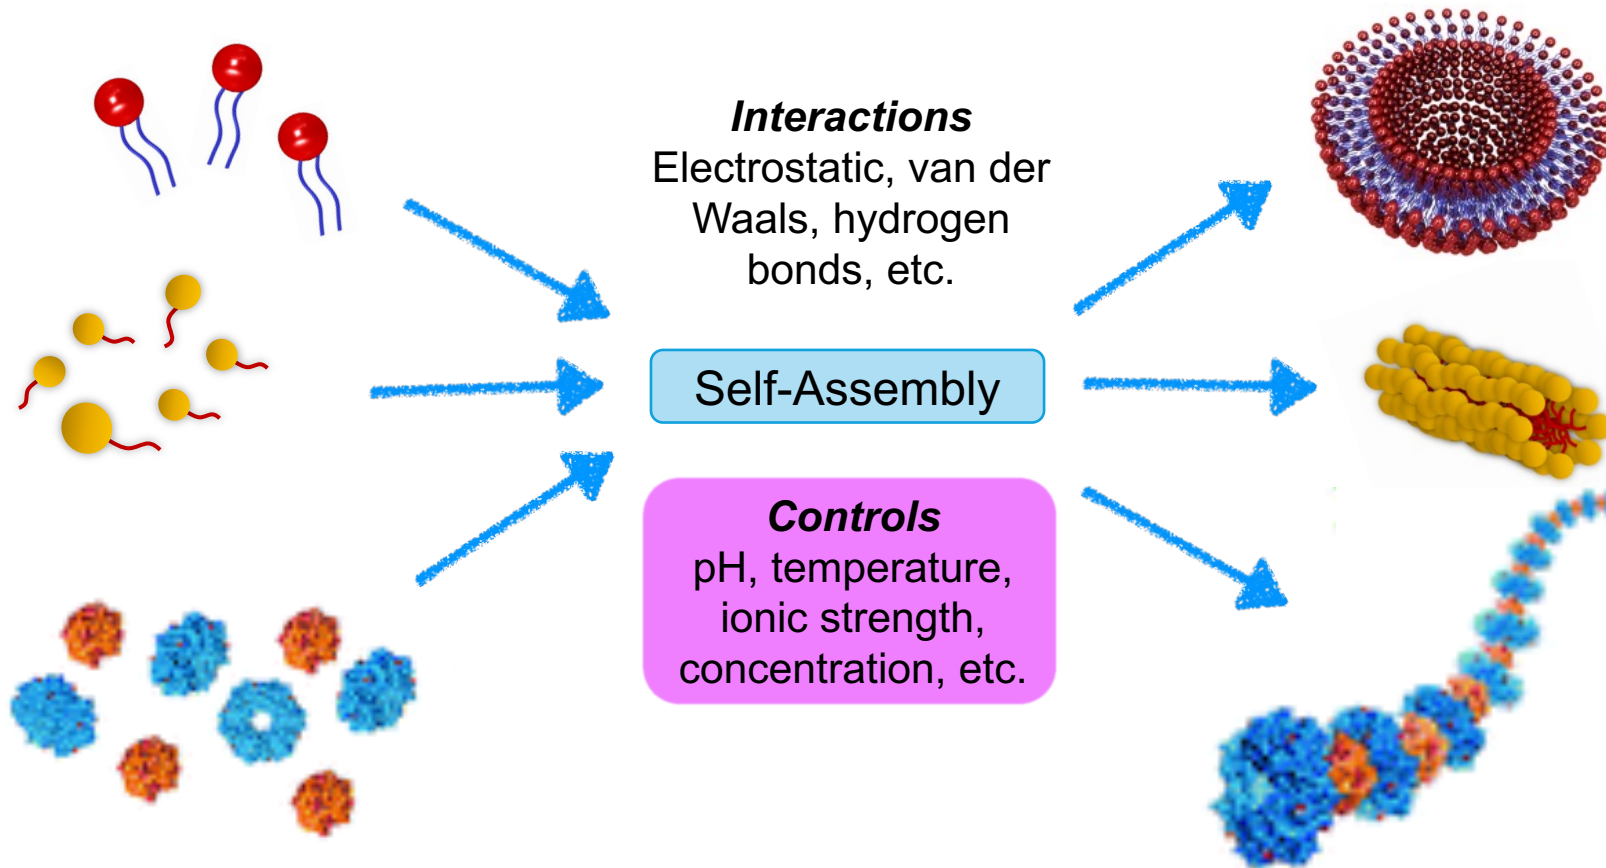 Interactions
Electrostatic, van der
Waals, hydrogen
bonds, etc.
Self-Assembly
Controls
pH, temperature,
ionic strength,
concentration, etc.